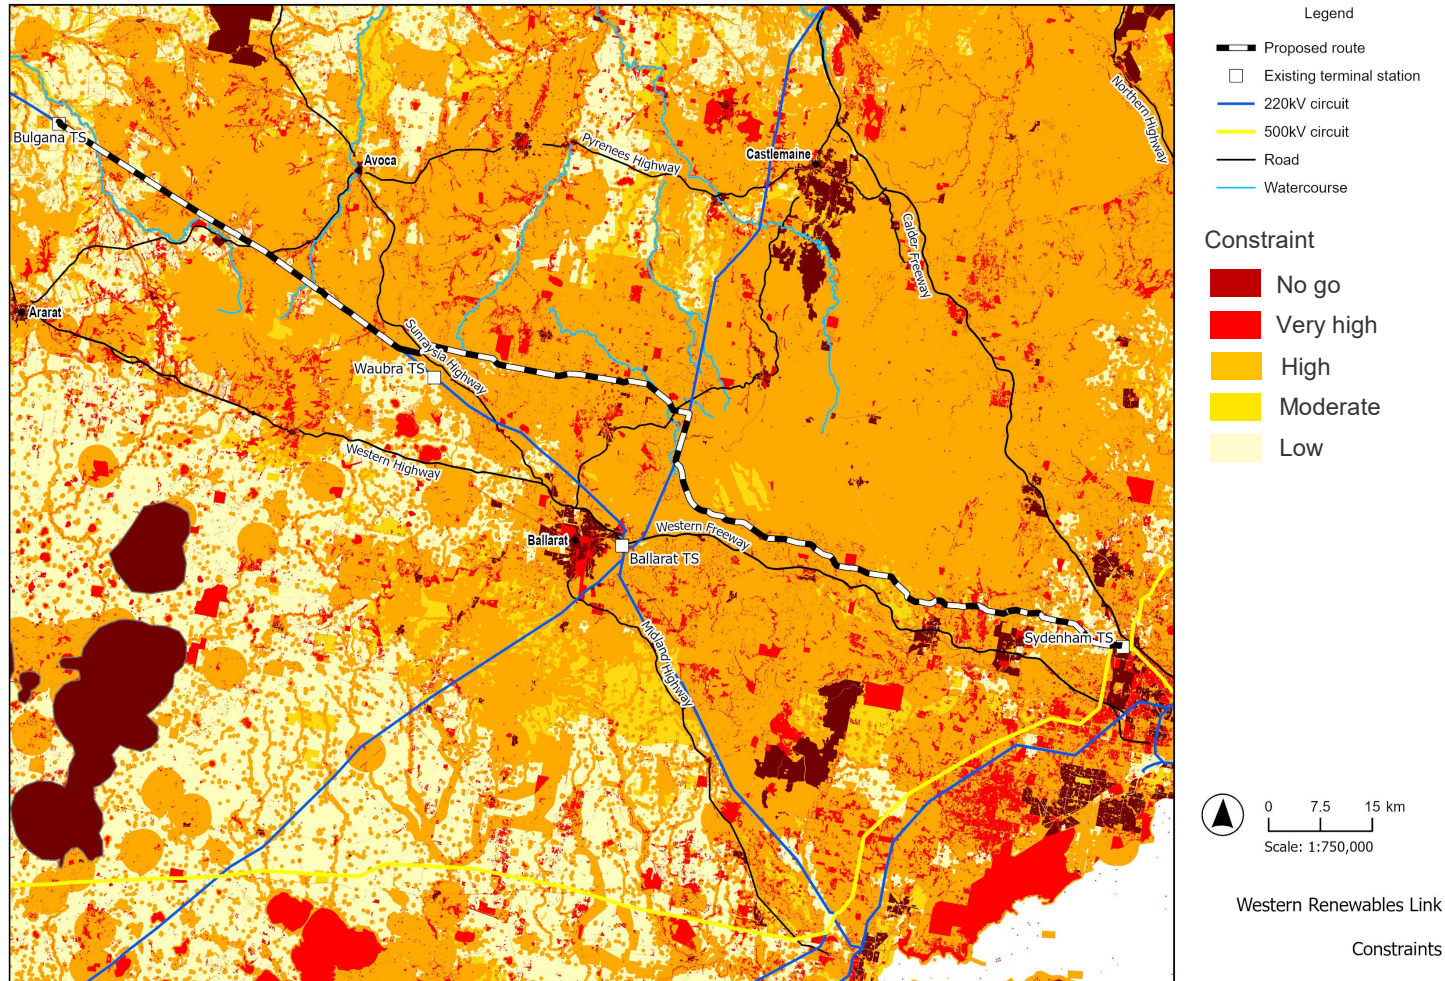 Legend
Proposed route
Existing terminal station
220kV circuit
500kV circuit
Road
Watercourse
Constraint
No go
Very high
High
Moderate
Low
0 7.5 15 km
Scale: 1:750,000
Western Renewables Link
Constraints
Northern Highway
Bulgana TS
Avoca
Pyrenees Highway
Castlemaine
Calder Freeway
Ararat
Sunraysia Highway
Waubra TS
Western Highway
Ballarat
Western Freeway
Ballarat TS
Midland Highway
Sydenham TS